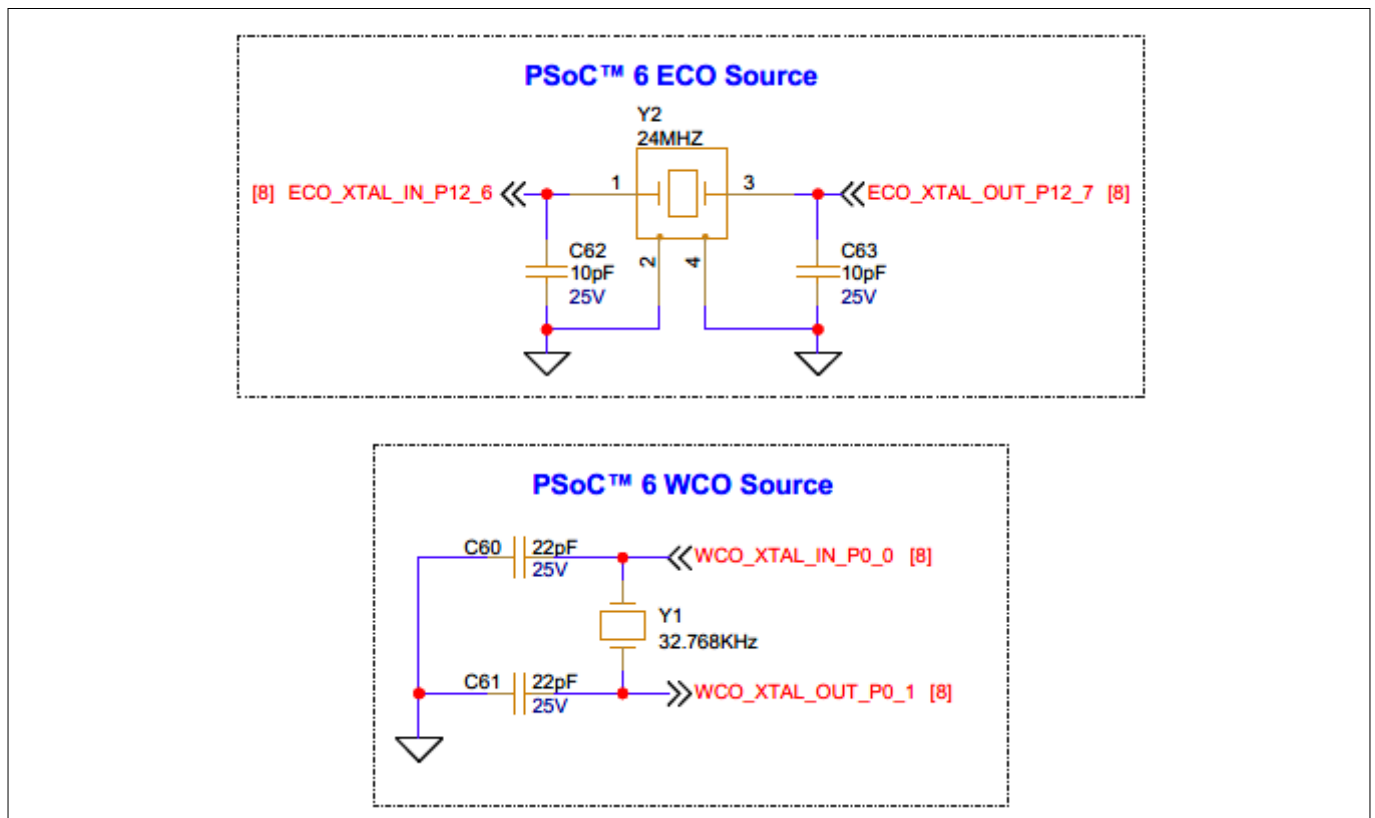 PSoC™ 6 ECO Source
Y2
24MHZ
[8] ECO_XTAL_IN_P12_6
1
3
ECO_XTAL_OUT_P12_7 [8]
C62
10pF
25V
2
4
C63
10pF
25V
PSoC™ 6 WCO Source
C60
22pF
25V
WCO_XTAL_IN_P0_0 [8]
Y1
32.768KHz
C61
22pF
25V
WCO_XTAL_OUT_P0_1 [8]